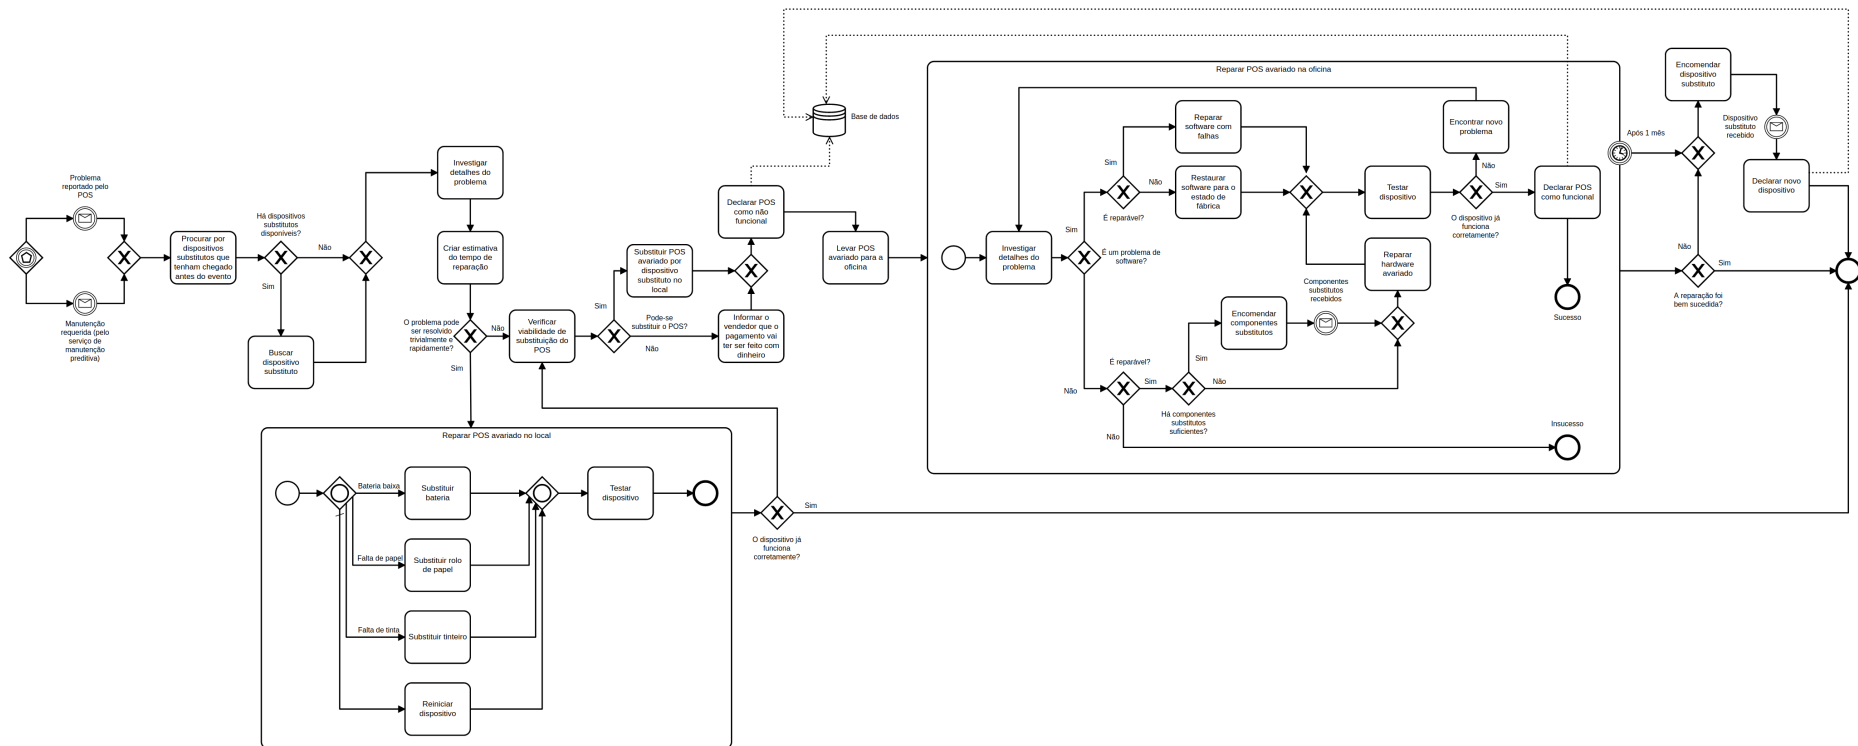 Problema
reportado pelo
POS
Manutenção
requerida (pelo
serviço de
manutenção
preditiva)
Procurar por
dispositivos
substitutos que
tenham chegado
antes do evento
Há dispositivos
substitutos
disponíveis?
Não
Sim
Buscar
dispositivo
substituto
Investigar
detalhes do
problema
Criar estimativa
do tempo de
reparação
O problema pode
ser resolvido
trivialmente e
rapidamente?
Não
Sim
Verificar
viabilidade de
substituição do
POS
Sim
Pode-se
substituir o POS?
Não
Substituir POS
avariado por
dispositivo
substituto no
local
Informar o
vendedor que o
pagamento vai
ter ser feito com
dinheiro
Declarar POS
como não
funcional
Base de dados
Levar POS
avariado para a
oficina
Reparar POS avariado no local
Bateria baixa
Substituir
bateria
Falta de papel
Substituir rolo
de papel
Falta de tinta
Substituir tinteiro
Reiniciar
dispositivo
Testar
dispositivo
O dispositivo já
funciona
corretamente?
Sim
Reparar POS avariado na oficina
Investigar
detalhes do
problema
Sim
É um problema de
software?
Não
Sim
É reparável?
Não
Reparar
software com
falhas
Restaurar
software para o
estado de
fábrica
Testar
dispositivo
Encontrar novo
problema
Não
Sim
O dispositivo já
funciona
corretamente?
Declarar POS
como funcional
Sucesso
Reparar
hardware
avariado
Componentes
substitutos
recebidos
Encomendar
componentes
substitutos
É reparável?
Sim
Não
Sim
Não
Há componentes
substitutos
suficientes?
Insucesso
Após 1 mês
Encomendar
dispositivo
substituto
Dispositivo
substituto
recebido
Declarar novo
dispositivo
Não
Sim
A reparação foi
bem sucedida?